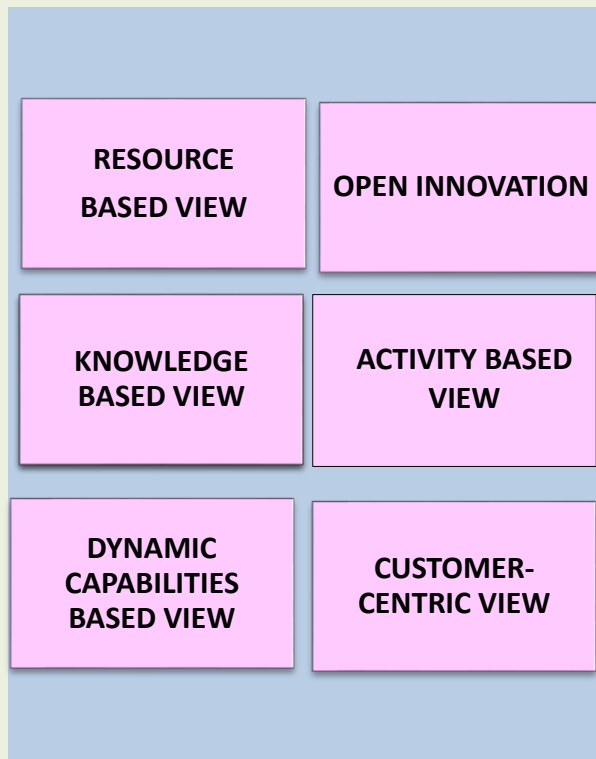 RESOURCE
BASED VIEW
OPEN INNOVATION
KNOWLEDGE
BASED VIEW
ACTIVITY BASED
VIEW
DYNAMIC
CAPABILITIES
BASED VIEW
CUSTOMER-
CENTRIC VIEW